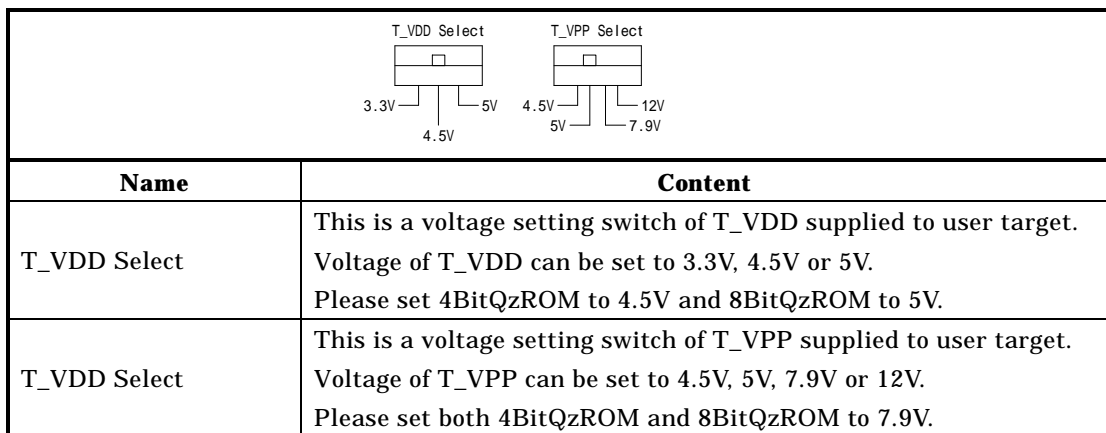 T_VDD Select
T_VPP Select
3.3V
5V
4.5V
4.5V
12V
5V
7.9V
Name
Content
T_VDD Select
This is a voltage setting switch of T_VDD supplied to user target.
Voltage of T_VDD can be set to 3.3V, 4.5V or 5V.
Please set 4BitQzROM to 4.5V and 8BitQzROM to 5V.
T_VDD Select
This is a voltage setting switch of T_VPP supplied to user target.
Voltage of T_VPP can be set to 4.5V, 5V, 7.9V or 12V.
Please set both 4BitQzROM and 8BitQzROM to 7.9V.